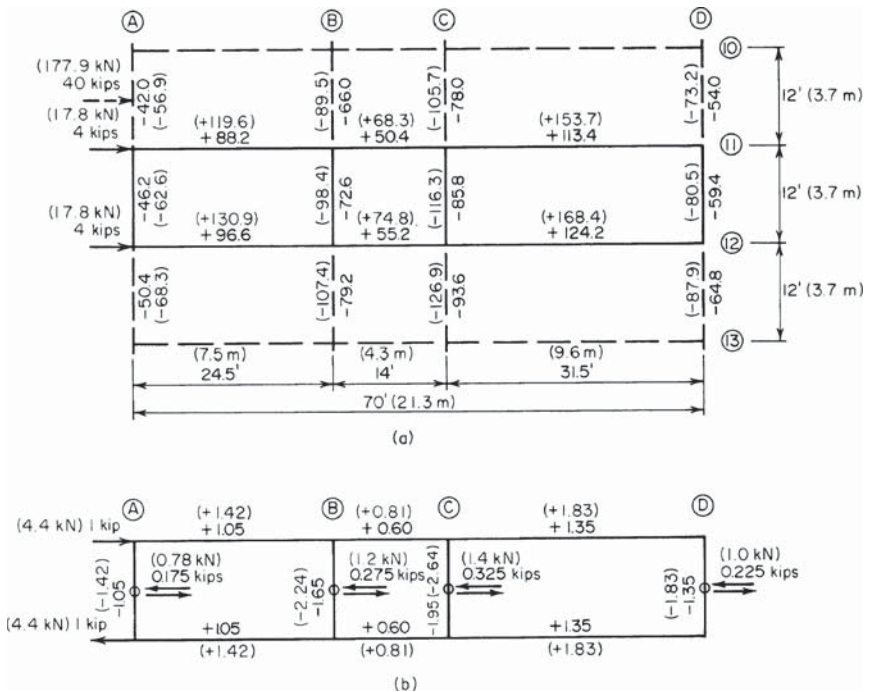 A B C D
10
(177.9 kN)
40 kips
-42.0
(-56.9)
(-89.5)
-66.0
(-105.7)
-78.0
(-73.2)
-54.0
12' (3.7 m)
(17.8 kN)
4 kips
(+119.6)
+88.2
(+68.3)
+50.4
(+153.7)
+113.4
11
-46.2
(-62.6)
(-98.4)
-72.6
(-116.3)
-85.8
(-80.5)
-59.4
12' (3.7 m)
(17.8 kN)
4 kips
(+130.9)
+96.6
(+74.8)
+55.2
(+168.4)
+124.2
12
-50.4
(-68.3)
(-107.4)
-79.2
(-126.9)
-93.6
(-87.9)
-64.8
12' (3.7 m)
13
(7.5 m)
24.5'
(4.3 m)
14'
(9.6 m)
31.5'
70' (21.3 m)
(a)
A B C D
(4.4 kN) 1 kip
(+1.42)
+1.05
(+0.81)
+0.60
(+1.83)
+1.35
(-1.42)
-1.05
(0.78 kN)
0.175 kips
(-2.24)
-1.65
(1.2 kN)
0.275 kips
-1.95 (-2.64)
(1.4 kN)
0.325 kips
(-1.83)
-1.35
(1.0 kN)
0.225 kips
(4.4 kN) 1 kip
+1.05
(+1.42)
+0.60
(+0.81)
+1.35
(+1.83)
(b)